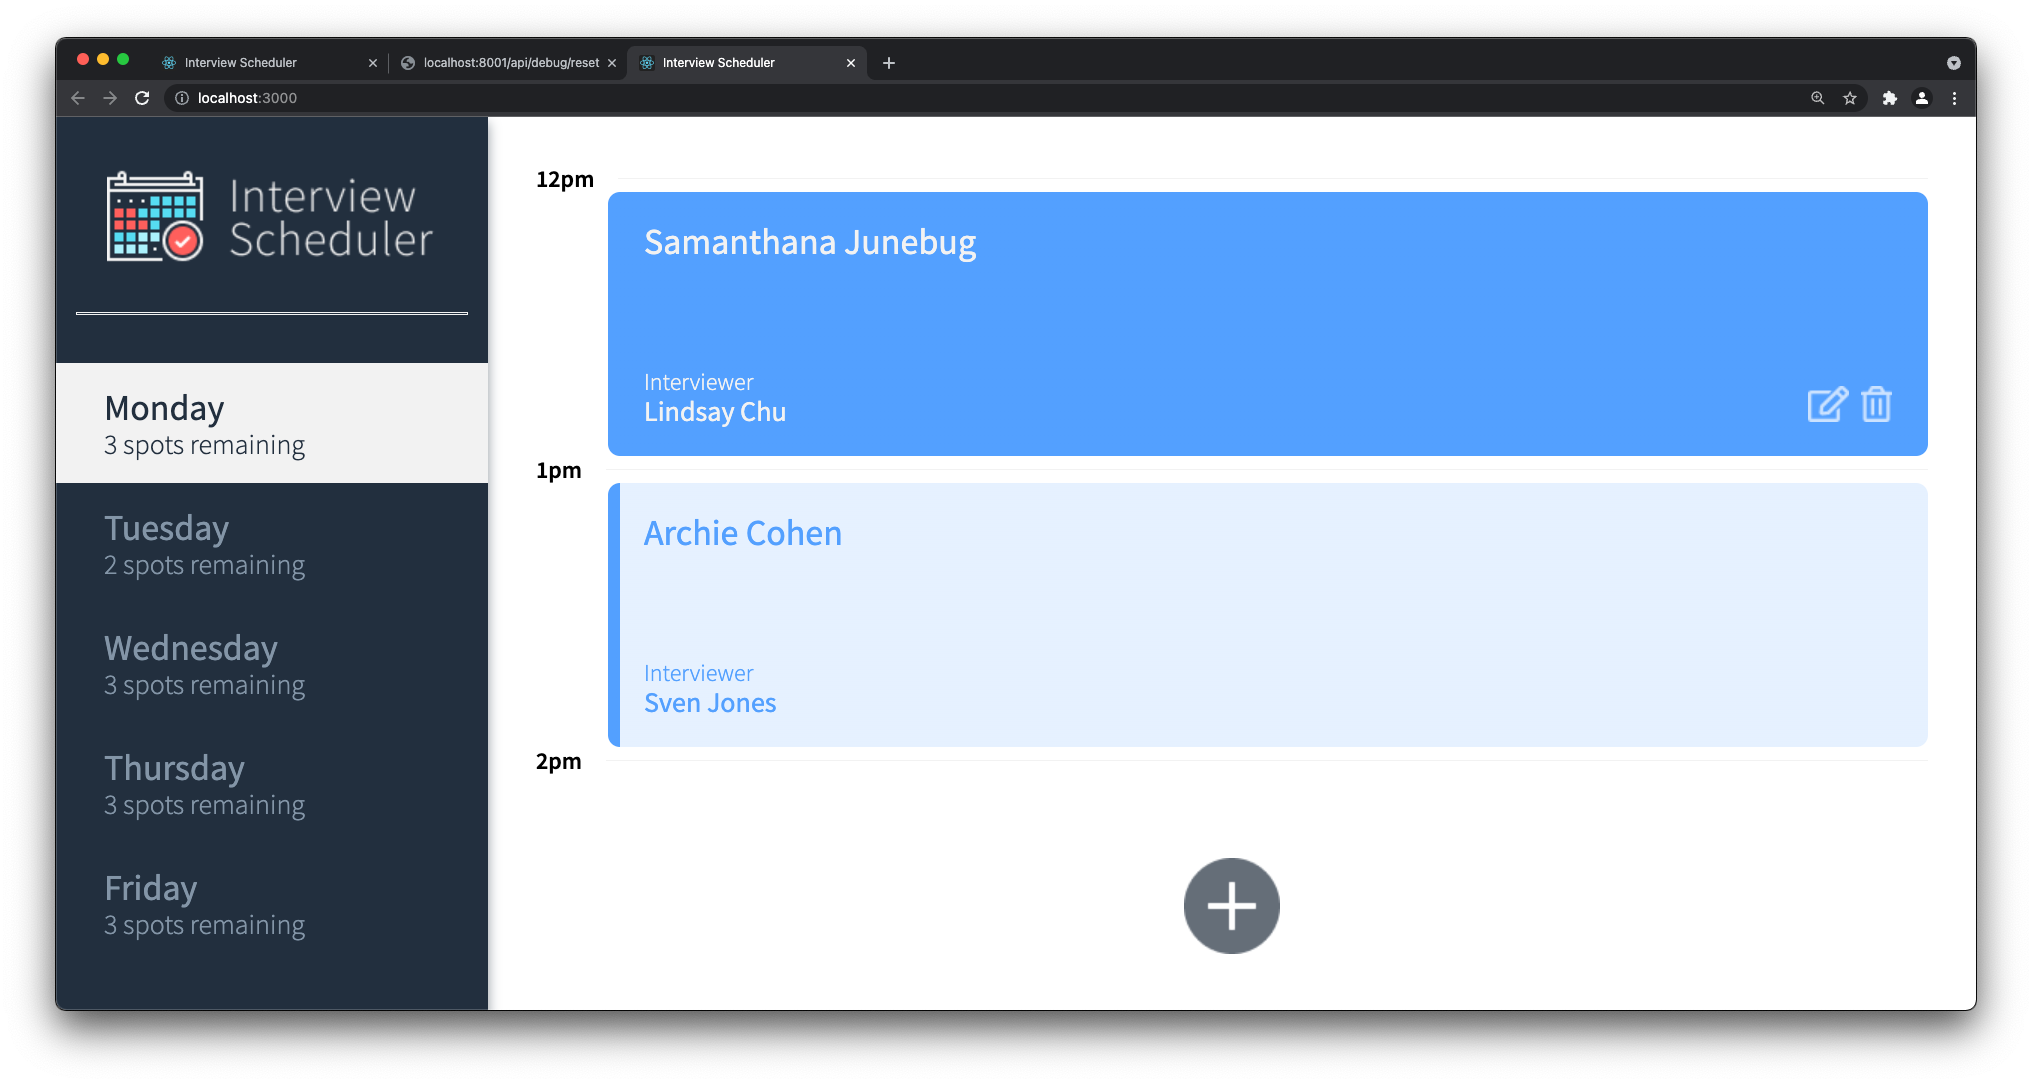 Interview Scheduler
localhost:8001/api/debug/reset
Interview Scheduler
localhost:3000
Interview
Scheduler
Monday
3 spots remaining
Tuesday
2 spots remaining
Wednesday
3 spots remaining
Thursday
3 spots remaining
Friday
3 spots remaining
12pm
Samanthana Junebug
Interviewer
Lindsay Chu
1pm
Archie Cohen
Interviewer
Sven Jones
2pm